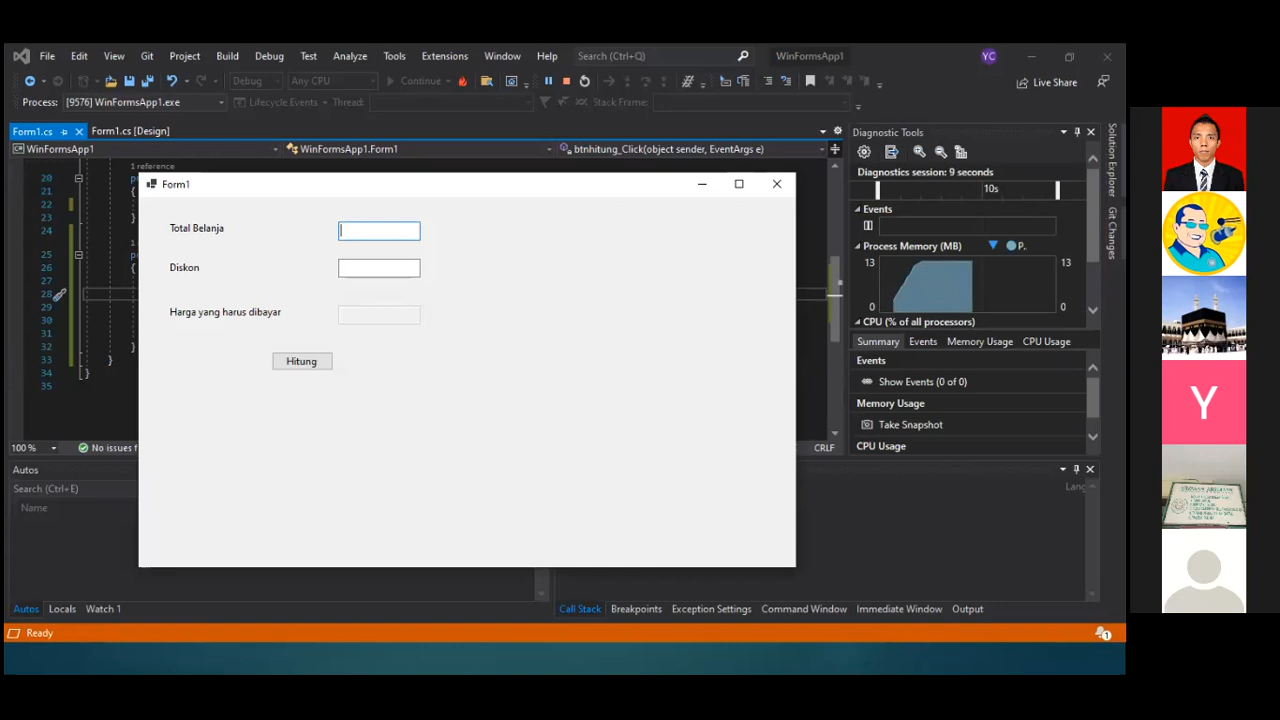 File Edit View Git Project Build Debug Test Analyze Tools Extensions Window Help Search (Ctrl+Q) WinFormsApp1 YC
Debug Any CPU Continue Live Share
Process: [9576] WinFormsApp1.exe Lifecycle Events Thread: Stack Frame:
Form1.cs Form1.cs [Design]
WinFormsApp1 WinFormsApp1.Form1 btnhitung_Click(object sender, EventArgs e)
1 reference
20
21 {
22
23 }
24
25
26 {
27
28
29
30
31
32 }
33 }
34 }
35
Form1
Total Belanja
Diskon
Harga yang harus dibayar
Hitung
100 % No issues f CRLF
Diagnostic Tools
Diagnostics session: 9 seconds
10s
Events
Process Memory (MB) P..
13 13
0 0
CPU (% of all processors)
Summary Events Memory Usage CPU Usage
Events
Show Events (0 of 0)
Memory Usage
Take Snapshot
CPU Usage
Solution Explorer
Git Changes
Autos
Search (Ctrl+E) Lang
Name
Autos Locals Watch 1
Call Stack Breakpoints Exception Settings Command Window Immediate Window Output
Ready 1
Y